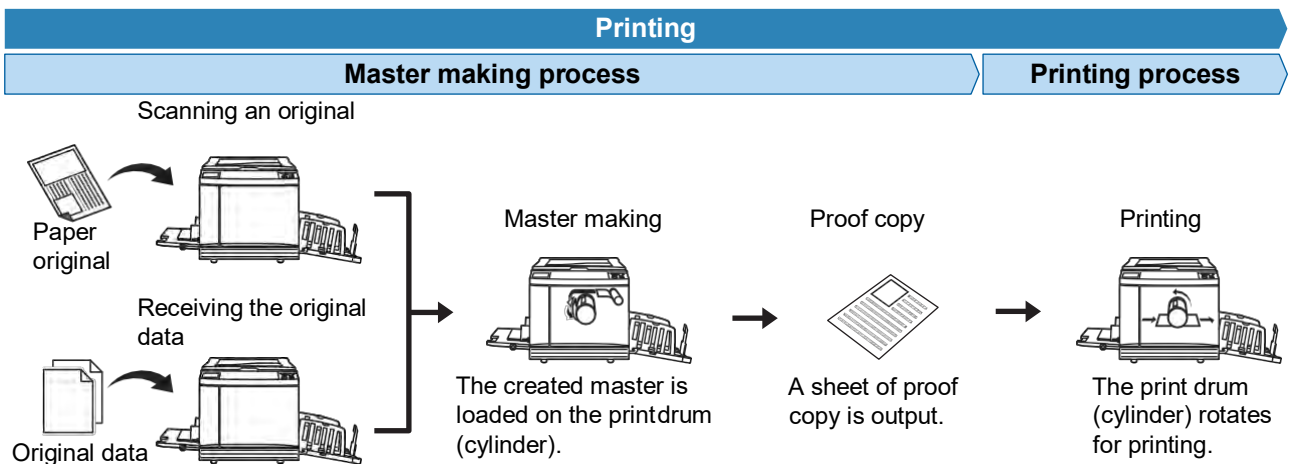 Printing
Master making process
Printing process
Scanning an original
Paper
original
Receiving the original
data
Original data
Master making
The created master is
loaded on the printdrum
(cylinder).
Proof copy
A sheet of proof
copy is output.
Printing
The print drum
(cylinder) rotates
for printing.